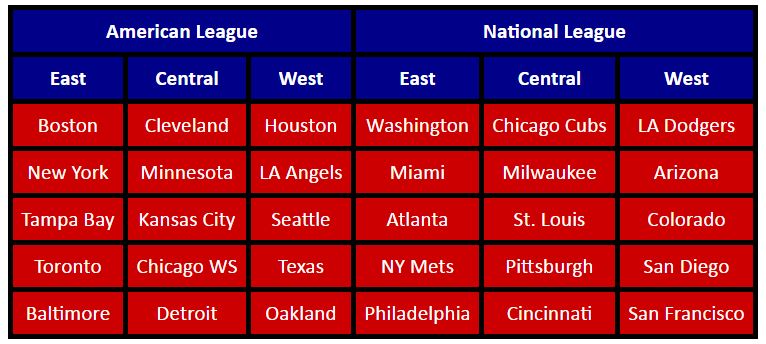 American League National League
East Central West East Central West
Boston Cleveland Houston Washington Chicago Cubs LA Dodgers
New York Minnesota LA Angels Miami Milwaukee Arizona
Tampa Bay Kansas City Seattle Atlanta St. Louis Colorado
Toronto Chicago WS Texas NY Mets Pittsburgh San Diego
Baltimore Detroit Oakland Philadelphia Cincinnati San Francisco